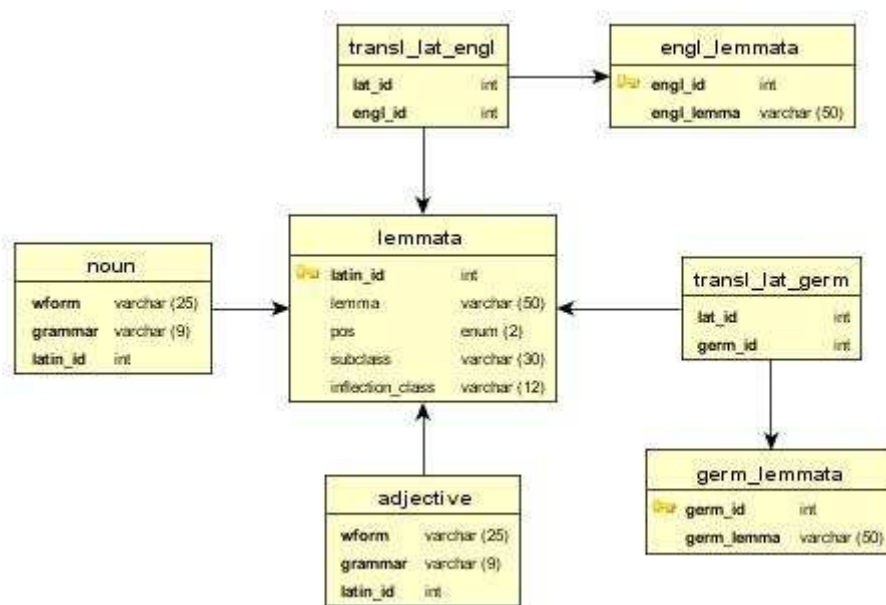 transl_lat_engl
lat_id int
engl_id int
engl_lemmata
engl_id int
engl_lemma varchar (50)
lemmata
latin_id int
lemma varchar (50)
pos enum (2)
subclass varchar (30)
inflection_class varchar (12)
noun
wform varchar (25)
grammar varchar (9)
latin_id int
transl_lat_germ
lat_id int
germ_id int
adjective
wform varchar (25)
grammar varchar (9)
latin_id int
germ_lemmata
germ_id int
germ_lemma varchar (50)